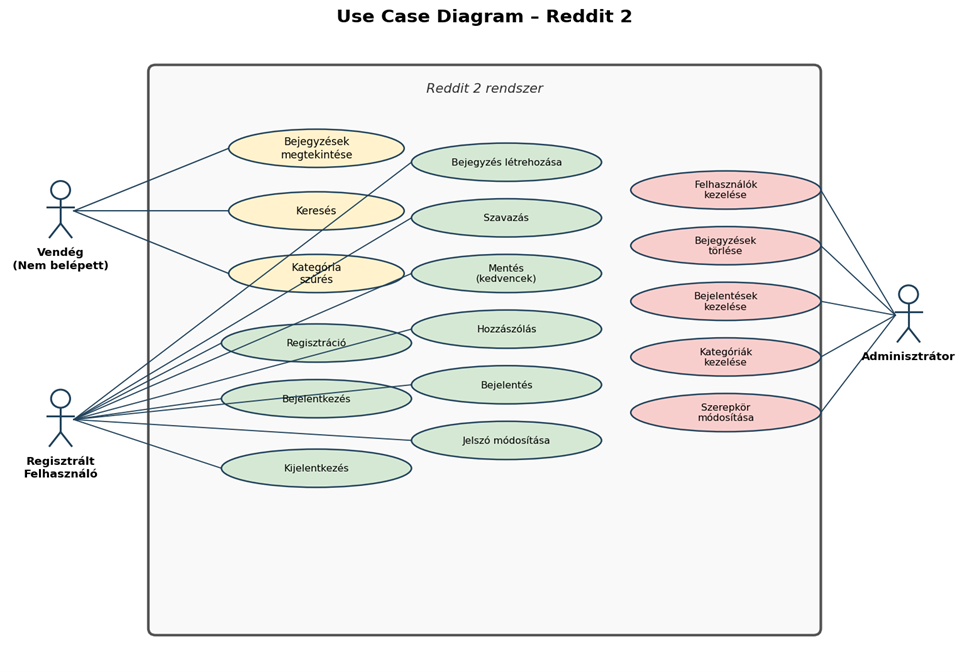 Use Case Diagram – Reddit 2
Reddit 2 rendszer
Bejegyzések
megtekintése
Keresés
Kategória
szűrés
Regisztráció
Bejelentkezés
Kijelentkezés
Bejegyzés létrehozása
Szavazás
Mentés
(kedvencek)
Hozzászólás
Bejelentés
Jelszó módosítása
Felhasználók
kezelése
Bejegyzések
törlése
Bejelentések
kezelése
Kategóriák
kezelése
Szerepkör
módosítása
Vendég
(Nem belépett)
Regisztrált
Felhasználó
Adminisztrátor